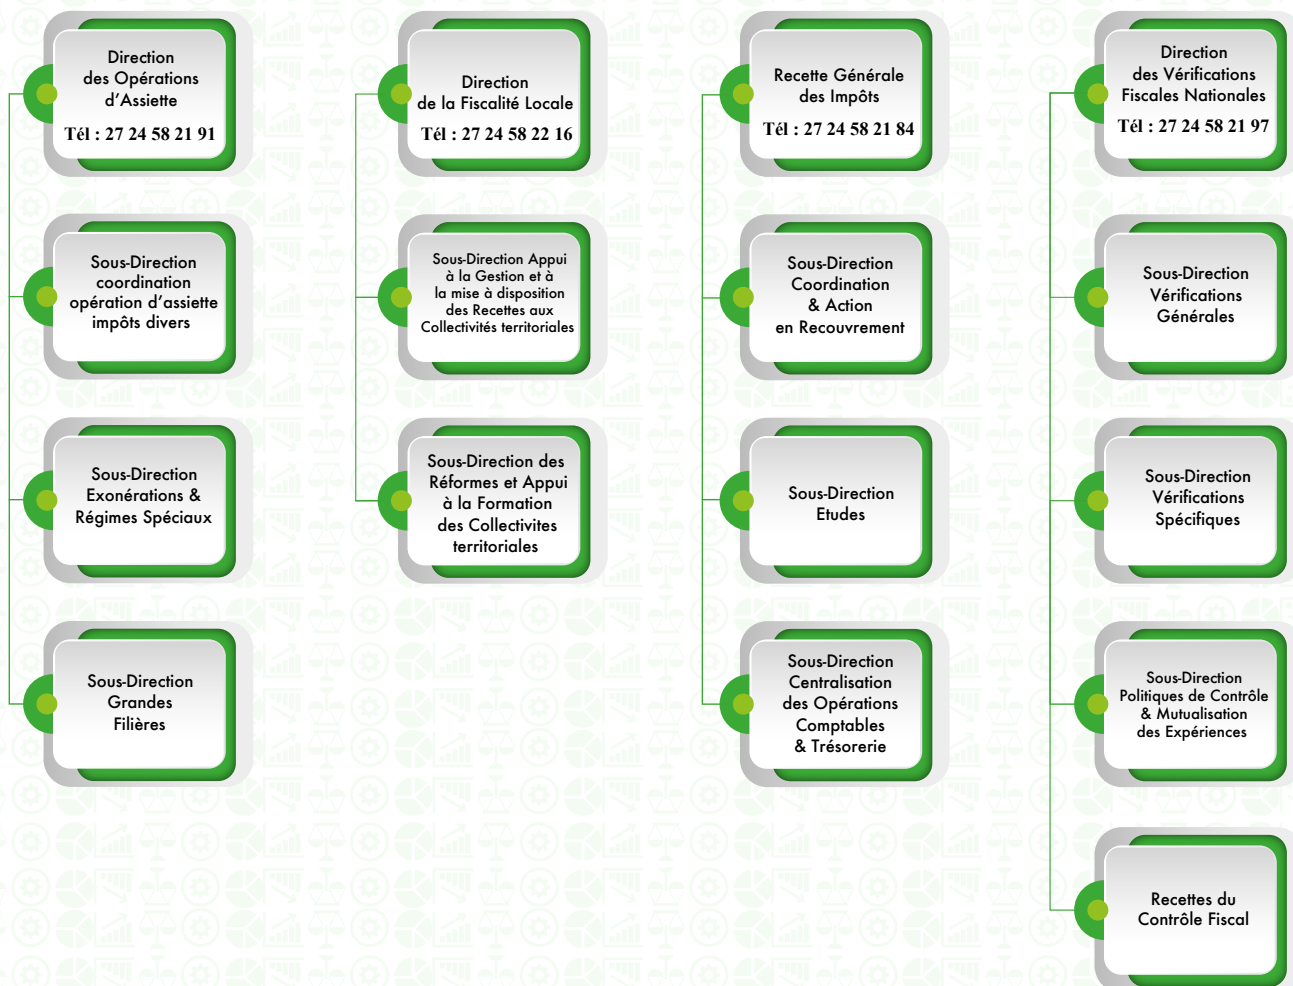 Direction
des Opérations
d'Assiette
Tél : 27 24 58 21 91
Sous-Direction
coordination
opération d'assiette
impôts divers
Sous-Direction
Exonérations &
Régimes Spéciaux
Sous-Direction
Grandes
Filières
Direction
de la Fiscalité Locale
Tél : 27 24 58 22 16
Sous-Direction Appui
à la Gestion et à
la mise à disposition
des Recettes aux
Collectivités territoriales
Sous-Direction des
Réformes et Appui
à la Formation
des Collectivites
territoriales
Recette Générale
des Impôts
Tél : 27 24 58 21 84
Sous-Direction
Coordination
& Action
en Recouvrement
Sous-Direction
Etudes
Sous-Direction
Centralisation
des Opérations
Comptables
& Trésorerie
Direction
des Vérifications
Fiscales Nationales
Tél : 27 24 58 21 97
Sous-Direction
Vérifications
Générales
Sous-Direction
Vérifications
Spécifiques
Sous-Direction
Politiques de Contrôle
& Mutualisation
des Expériences
Recettes du
Contrôle Fiscal